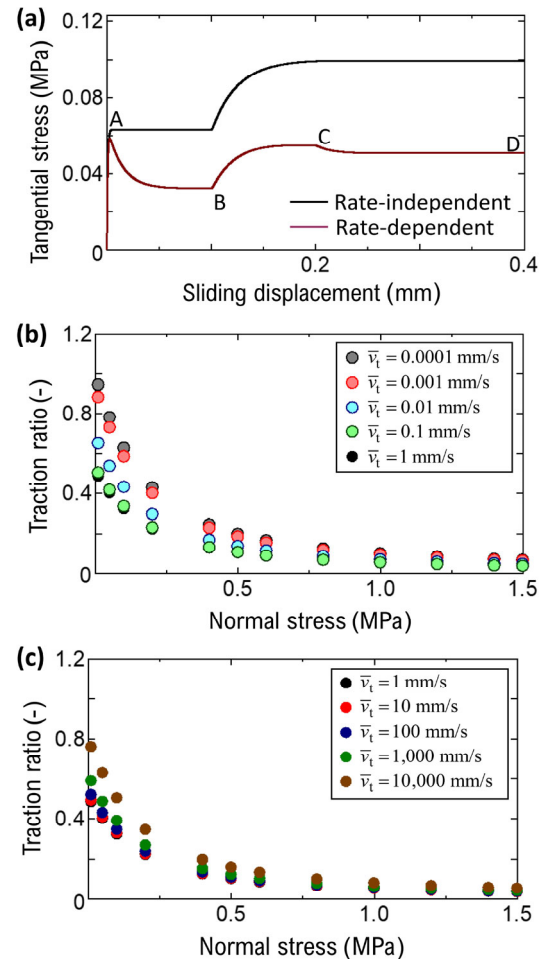 (a)
0.12
0.08
0.04
0
Tangential stress (MPa)
A
B
C
D
Rate-independent
Rate-dependent
0
0.2
0.4
Sliding displacement (mm)
(b)
1.2
0.8
0.4
0
Traction ratio (-)
v̅t = 0.0001 mm/s
v̅t = 0.001 mm/s
v̅t = 0.01 mm/s
v̅t = 0.1 mm/s
v̅t = 1 mm/s
0.5
1.0
1.5
Normal stress (MPa)
(c)
1.2
0.8
0.4
0
Traction ratio (-)
v̅t = 1 mm/s
v̅t = 10 mm/s
v̅t = 100 mm/s
v̅t = 1,000 mm/s
v̅t = 10,000 mm/s
0.5
1.0
1.5
Normal stress (MPa)